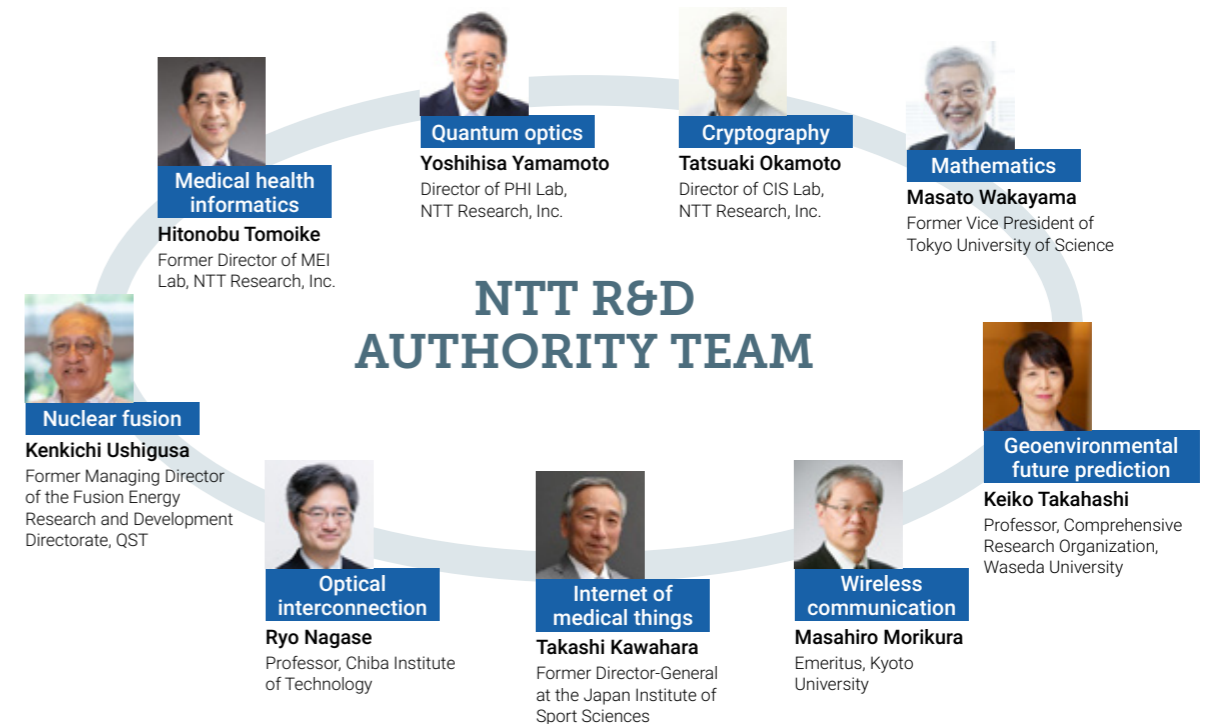 Quantum optics
Yoshihisa Yamamoto
Director of PHI Lab,
NTT Research, Inc.
Cryptography
Tatsuaki Okamoto
Director of CIS Lab,
NTT Research, Inc.
Mathematics
Masato Wakayama
Former Vice President of
Tokyo University of Science
Medical health
informatics
Hitonobu Tomoike
Former Director of MEI
Lab, NTT Research, Inc.
NTT R&D
AUTHORITY TEAM
Nuclear fusion
Kenkichi Ushigusa
Former Managing Director
of the Fusion Energy
Research and Development
Directorate, QST
Geoenvironmental
future prediction
Keiko Takahashi
Professor, Comprehensive
Research Organization,
Waseda University
Optical
interconnection
Ryo Nagase
Professor, Chiba Institute
of Technology
Internet of
medical things
Takashi Kawahara
Former Director-General
at the Japan Institute of
Sport Sciences
Wireless
communication
Masahiro Morikura
Emeritus, Kyoto
University